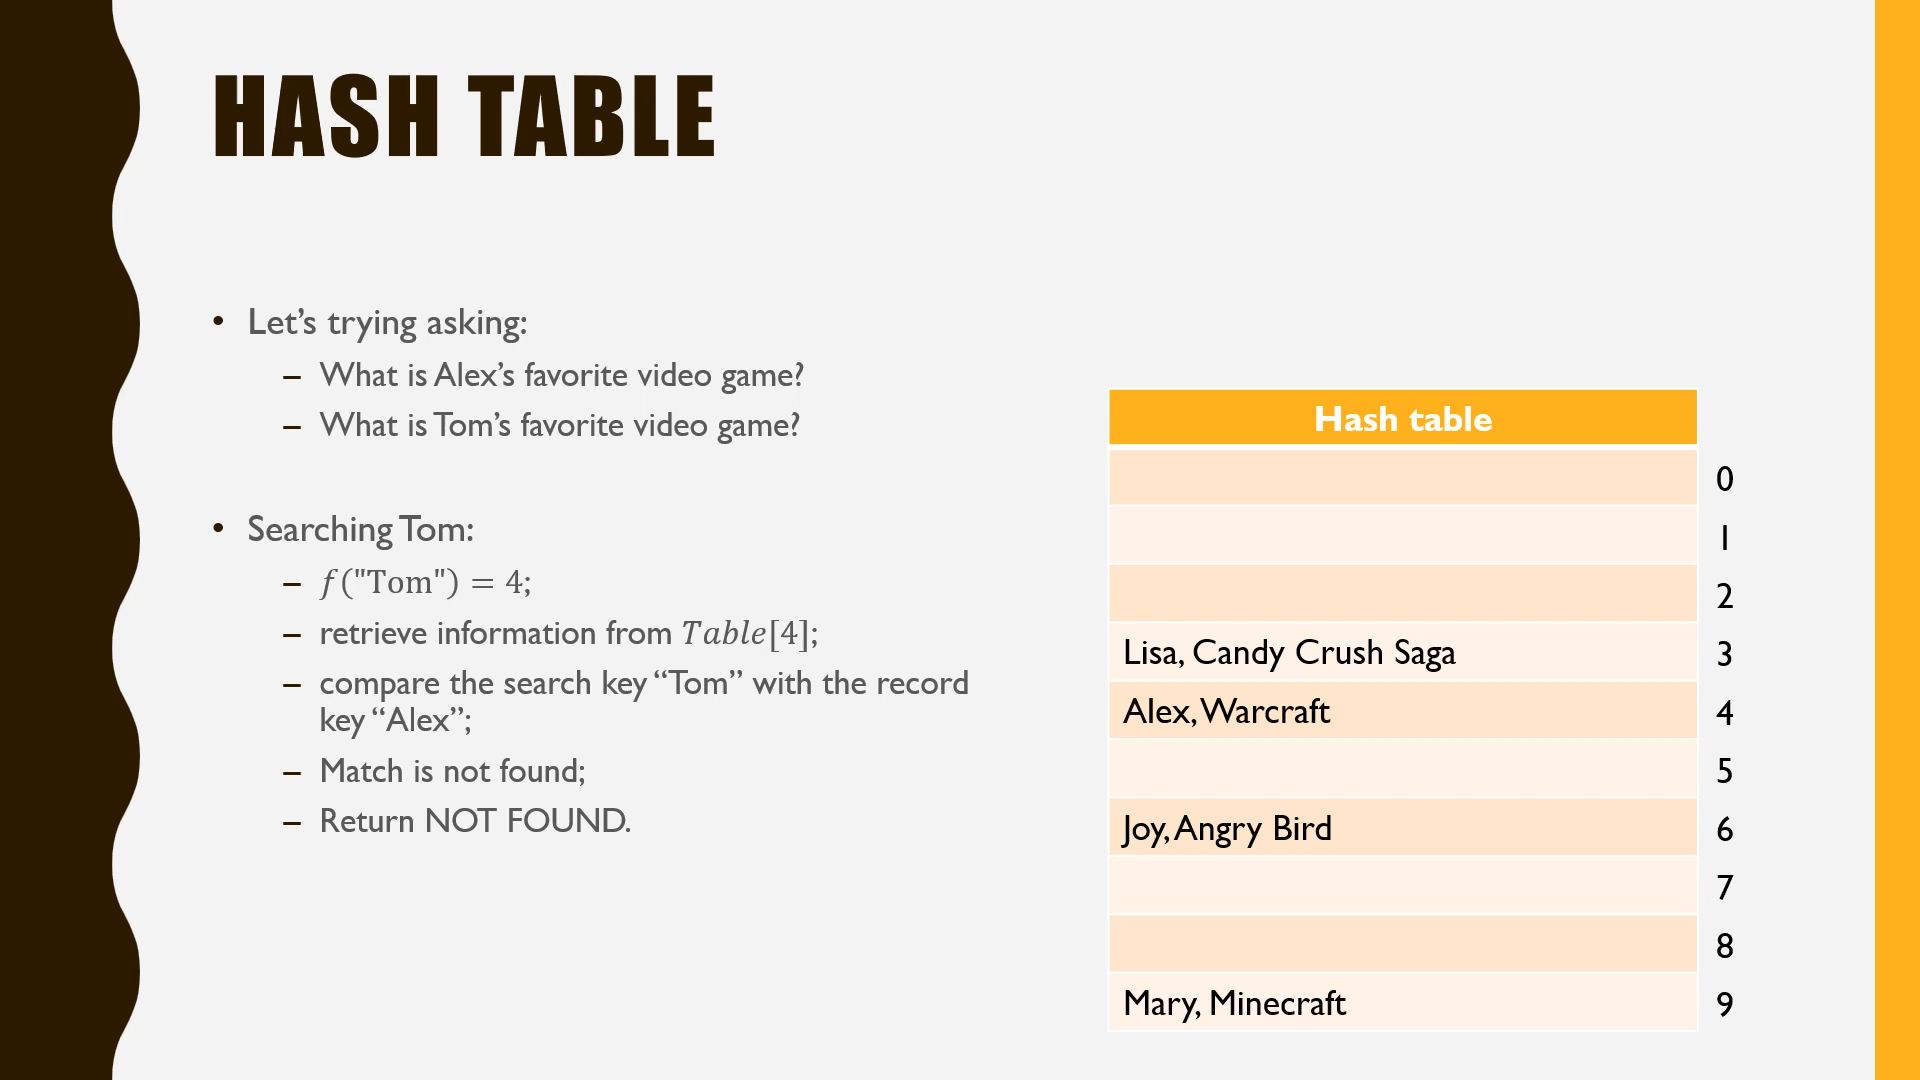 HASH TABLE
• Let’s trying asking:
– What is Alex’s favorite video game?
– What is Tom’s favorite video game?
• Searching Tom:
– f("Tom") = 4;
– retrieve information from Table[4];
– compare the search key “Tom” with the record
key “Alex”;
– Match is not found;
– Return NOT FOUND.
Hash table
0
1
2
Lisa, Candy Crush Saga 3
Alex, Warcraft 4
5
Joy, Angry Bird 6
7
8
Mary, Minecraft 9